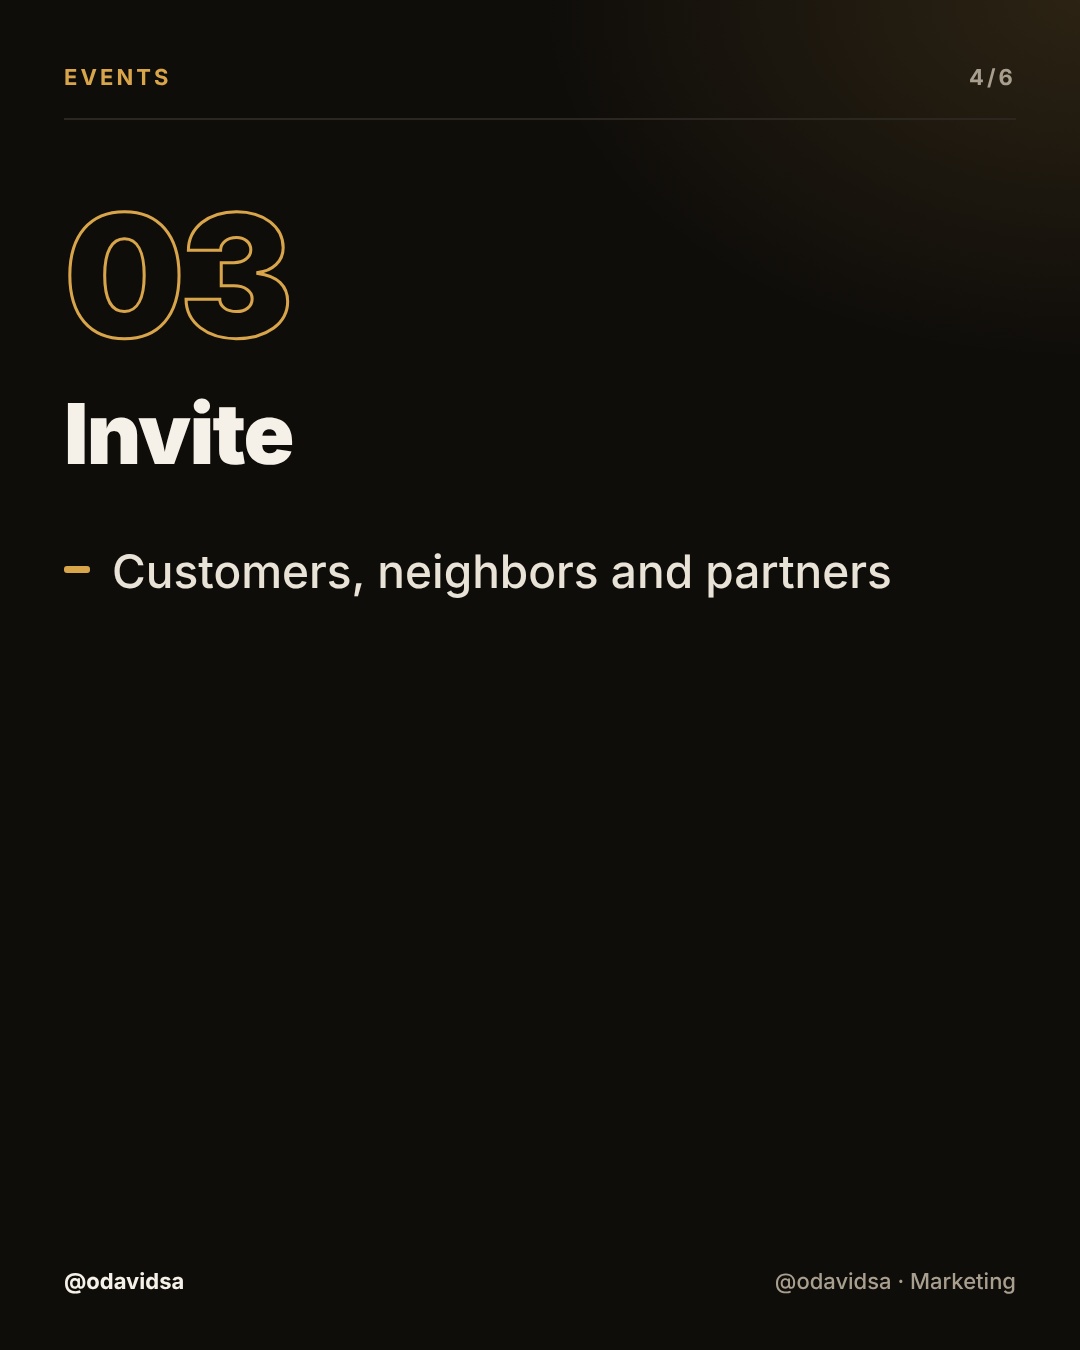 EVENTS
4/6
03
Invite
Customers, neighbors and partners
@odavidsa
@odavidsa · Marketing